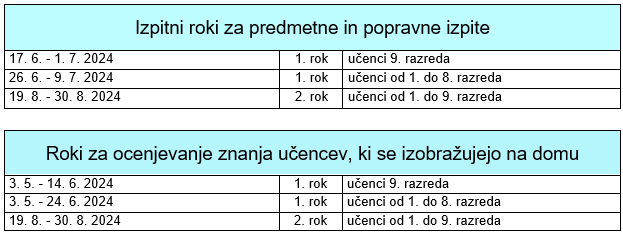 Izpitni roki za predmetne in popravne izpite
17. 6. - 1. 7. 2024 1. rok učenci 9. razreda
26. 6. - 9. 7. 2024 1. rok učenci od 1. do 8. razreda
19. 8. - 30. 8. 2024 2. rok učenci od 1. do 9. razreda
Roki za ocenjevanje znanja učencev, ki se izobražujejo na domu
3. 5. - 14. 6. 2024 1. rok učenci 9. razreda
3. 5. - 24. 6. 2024 1. rok učenci od 1. do 8. razreda
19. 8. - 30. 8. 2024 2. rok učenci od 1. do 9. razreda